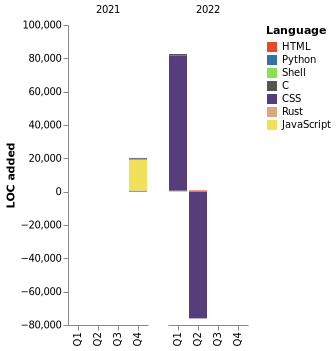 2021 2022
LOC added
100,000
80,000
60,000
40,000
20,000
0
−20,000
−40,000
−60,000
−80,000
Q1 Q2 Q3 Q4 Q1 Q2 Q3 Q4
Language
HTML
Python
Shell
C
CSS
Rust
JavaScript